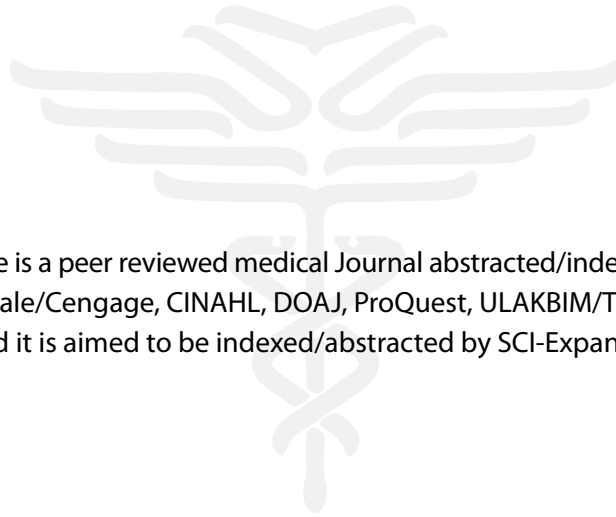 is a peer reviewed medical Journal abstracted/inde
ale/Cengage, CINAHL, DOAJ, ProQuest, ULAKBIM/T
it is aimed to be indexed/abstracted by SCI-Expan